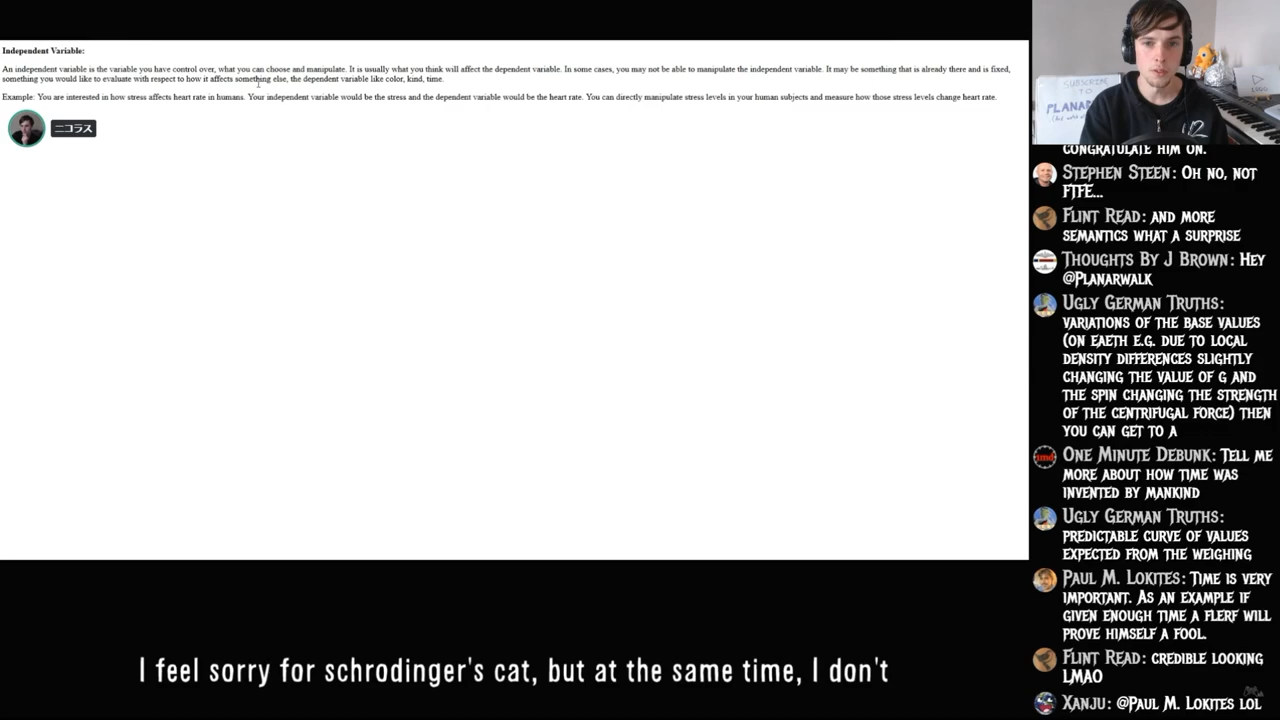 Independent Variable:
An independent variable is the variable you have control over, what you can choose and manipulate. It is usually what you think will affect the dependent variable. In some cases, you may not be able to manipulate the independent variable. It may be something that is already there and is fixed,
something you would like to evaluate with respect to how it affects something else, the dependent variable like color, kind, time.
Example: You are interested in how stress affects heart rate in humans. Your independent variable would be the stress and the dependent variable would be the heart rate. You can directly manipulate stress levels in your human subjects and measure how those stress levels change heart rate.
ニコラス
I feel sorry for schrodinger's cat, but at the same time, I don't
SUBSCRIBE
TO
PLANAR
CONGRATULATE HIM ON.
STEPHEN STEEN: OH NO, NOT
FTFE...
FLINT READ: AND MORE
SEMANTICS WHAT A SURPRISE
THOUGHTS BY J BROWN: HEY
@PLANARWALK
UGLY GERMAN TRUTHS:
VARIATIONS OF THE BASE VALUES
(ON EAETH E.G. DUE TO LOCAL
DENSITY DIFFERENCES SLIGHTLY
CHANGING THE VALUE OF G AND
THE SPIN CHANGING THE STRENGTH
OF THE CENTRIFUGAL FORCE) THEN
YOU CAN GET TO A
ONE MINUTE DEBUNK: TELL ME
MORE ABOUT HOW TIME WAS
INVENTED BY MANKIND
UGLY GERMAN TRUTHS:
PREDICTABLE CURVE OF VALUES
EXPECTED FROM THE WEIGHING
PAUL M. LOKITES: TIME IS VERY
IMPORTANT. AS AN EXAMPLE IF
GIVEN ENOUGH TIME A FLERF WILL
PROVE HIMSELF A FOOL.
FLINT READ: CREDIBLE LOOKING
LMAO
XANJU: @PAUL M. LOKITES LOL